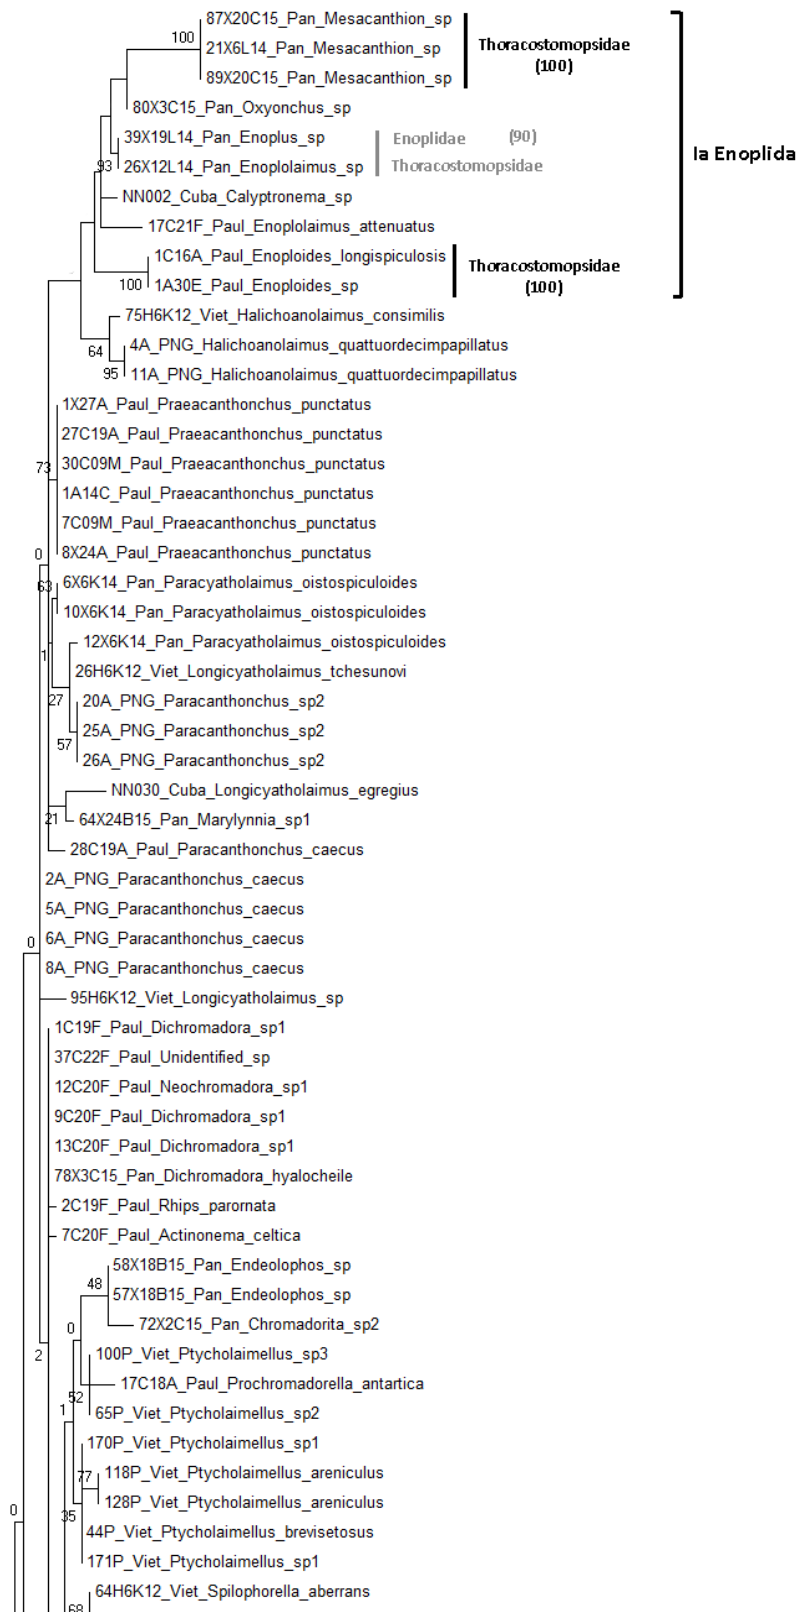 87X20C15_Pan_Mesacanthion_sp
100
21X6L14_Pan_Mesacanthion_sp
89X20C15_Pan_Mesacanthion_sp
Thoracostomopsidae
(100)
80X3C15_Pan_Oxyonchus_sp
39X19L14_Pan_Enoplus_sp
Enoplidae (90)
93
26X12L14_Pan_Enoplolaimus_sp
Thoracostomopsidae
Ia Enoplida
NN002_Cuba_Calyptronema_sp
17C21F_Paul_Enoplolaimus_attenuatus
1C16A_Paul_Enoploides_longispiculosis
100
1A30E_Paul_Enoploides_sp
Thoracostomopsidae
(100)
75H6K12_Viet_Halichoanolaimus_consimilis
64
4A_PNG_Halichoanolaimus_quattuordecimpapillatus
95
11A_PNG_Halichoanolaimus_quattuordecimpapillatus
1X27A_Paul_Praeacanthonchus_punctatus
27C19A_Paul_Praeacanthonchus_punctatus
73
30C09M_Paul_Praeacanthonchus_punctatus
1A14C_Paul_Praeacanthonchus_punctatus
7C09M_Paul_Praeacanthonchus_punctatus
0
8X24A_Paul_Praeacanthonchus_punctatus
63
6X6K14_Pan_Paracyatholaimus_oistospiculoides
10X6K14_Pan_Paracyatholaimus_oistospiculoides
12X6K14_Pan_Paracyatholaimus_oistospiculoides
1
26H6K12_Viet_Longicyatholaimus_tchesunovi
27
20A_PNG_Paracanthonchus_sp2
25A_PNG_Paracanthonchus_sp2
57
26A_PNG_Paracanthonchus_sp2
NN030_Cuba_Longicyatholaimus_egregius
21
64X24B15_Pan_Marylynnia_sp1
28C19A_Paul_Paracanthonchus_caecus
2A_PNG_Paracanthonchus_caecus
5A_PNG_Paracanthonchus_caecus
0
6A_PNG_Paracanthonchus_caecus
8A_PNG_Paracanthonchus_caecus
95H6K12_Viet_Longicyatholaimus_sp
1C19F_Paul_Dichromadora_sp1
37C22F_Paul_Unidentified_sp
12C20F_Paul_Neochromadora_sp1
9C20F_Paul_Dichromadora_sp1
13C20F_Paul_Dichromadora_sp1
78X3C15_Pan_Dichromadora_hyalocheile
2C19F_Paul_Rhips_parornata
7C20F_Paul_Actinonema_celtica
58X18B15_Pan_Endeolophos_sp
48
57X18B15_Pan_Endeolophos_sp
72X2C15_Pan_Chromadorita_sp2
0
2
100P_Viet_Ptycholaimellus_sp3
17C18A_Paul_Prochromadorella_antartica
52
1
65P_Viet_Ptycholaimellus_sp2
170P_Viet_Ptycholaimellus_sp1
77
118P_Viet_Ptycholaimellus_areniculus
128P_Viet_Ptycholaimellus_areniculus
0
35
44P_Viet_Ptycholaimellus_brevisetosus
171P_Viet_Ptycholaimellus_sp1
64H6K12_Viet_Spilophorella_aberrans
68